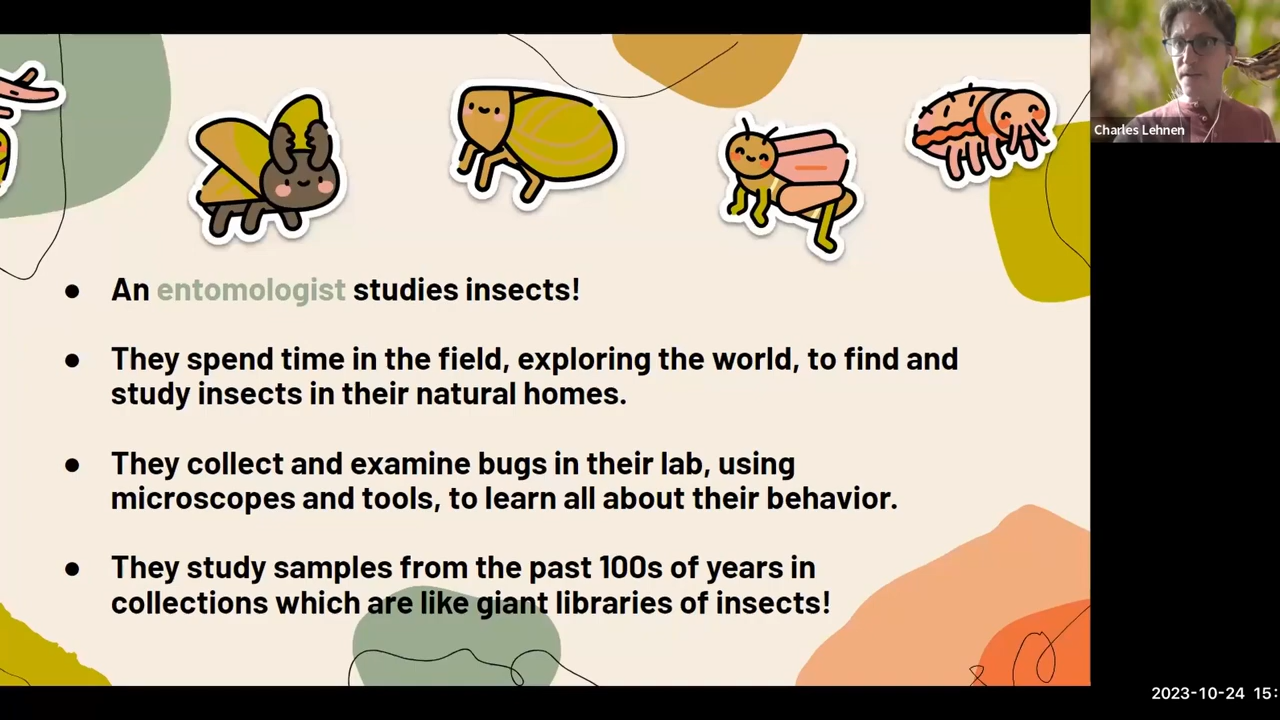 Charles Lehnen
● An entomologist studies insects!
● They spend time in the field, exploring the world, to find and
study insects in their natural homes.
● They collect and examine bugs in their lab, using
microscopes and tools, to learn all about their behavior.
● They study samples from the past 100s of years in
collections which are like giant libraries of insects!
2023-10-24 15: